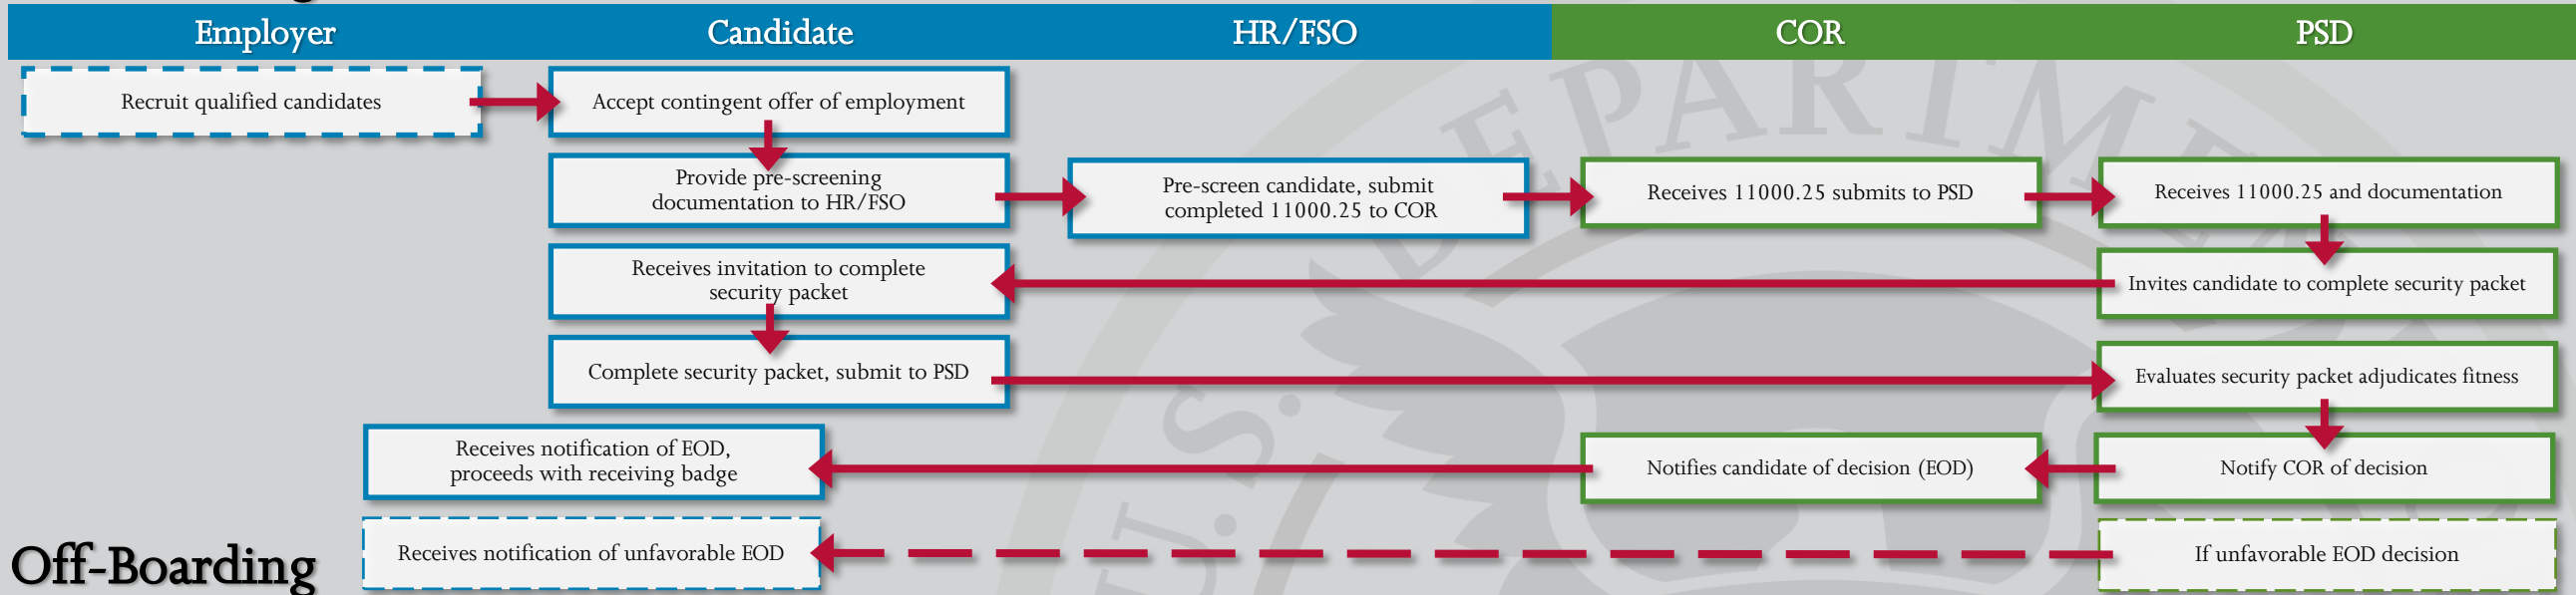 Employer
Candidate
HR/FSO
COR
PSD
Recruit qualified candidates
Accept contingent offer of employment
Provide pre-screening
documentation to HR/FSO
Pre-screen candidate, submit
completed 11000.25 to COR
Receives 11000.25 submits to PSD
Receives 11000.25 and documentation
Receives invitation to complete
security packet
Invites candidate to complete security packet
Complete security packet, submit to PSD
Evaluates security packet adjudicates fitness
Receives notification of EOD,
proceeds with receiving badge
Notifies candidate of decision (EOD)
Notify COR of decision
Receives notification of unfavorable EOD
If unfavorable EOD decision
Off-Boarding
U.S. DEPARTMEN